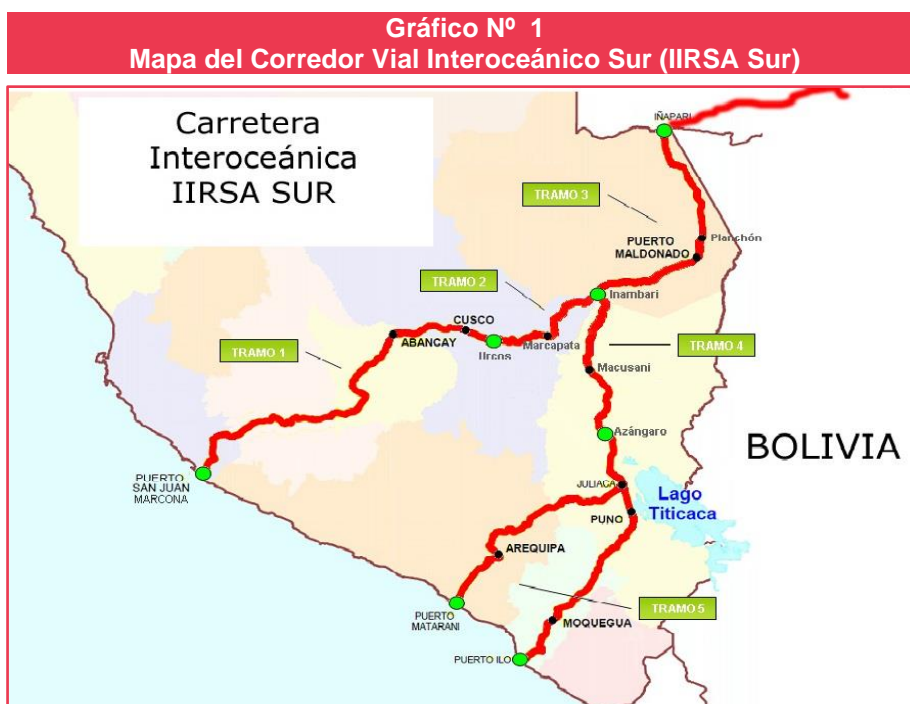 Gráfico Nº 1
Mapa del Corredor Vial Interoceánico Sur (IIRSA Sur)
Carretera
Interoceánica
IIRSA SUR
IÑAPARI
TRAMO 3
PUERTO
MALDONADO
Planchón
TRAMO 2
Inambari
CUSCO
ABANCAY
Urcos
Marcapata
TRAMO 1
TRAMO 4
Macusani
Azángaro
BOLIVIA
PUERTO
SAN JUAN
MARCONA
JULIACA
Lago
Titicaca
PUNO
AREQUIPA
TRAMO 5
PUERTO
MATARANI
MOQUEGUA
PUERTO ILO